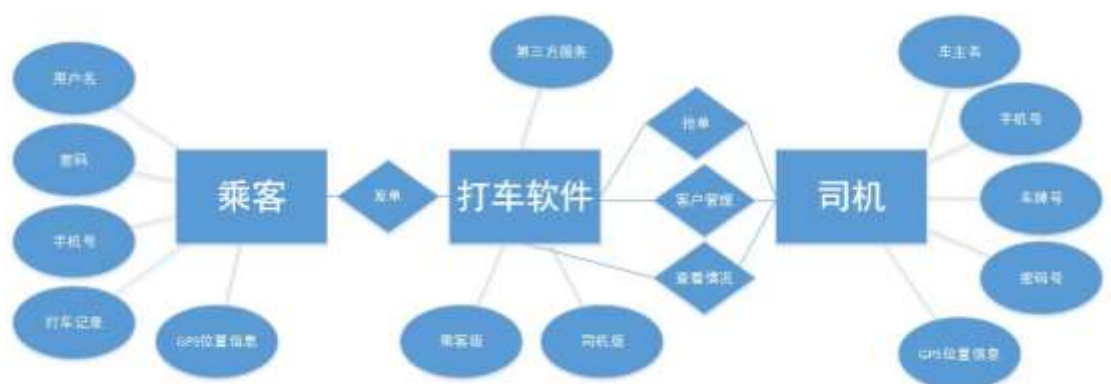 用户名
密码
手机号
打车记录
GPS位置信息
乘客
发单
第三方服务
打车软件
乘客端
司机端
抢单
客户管理
查看情况
司机
车主名
手机号
车牌号
密码号
GPS位置信息